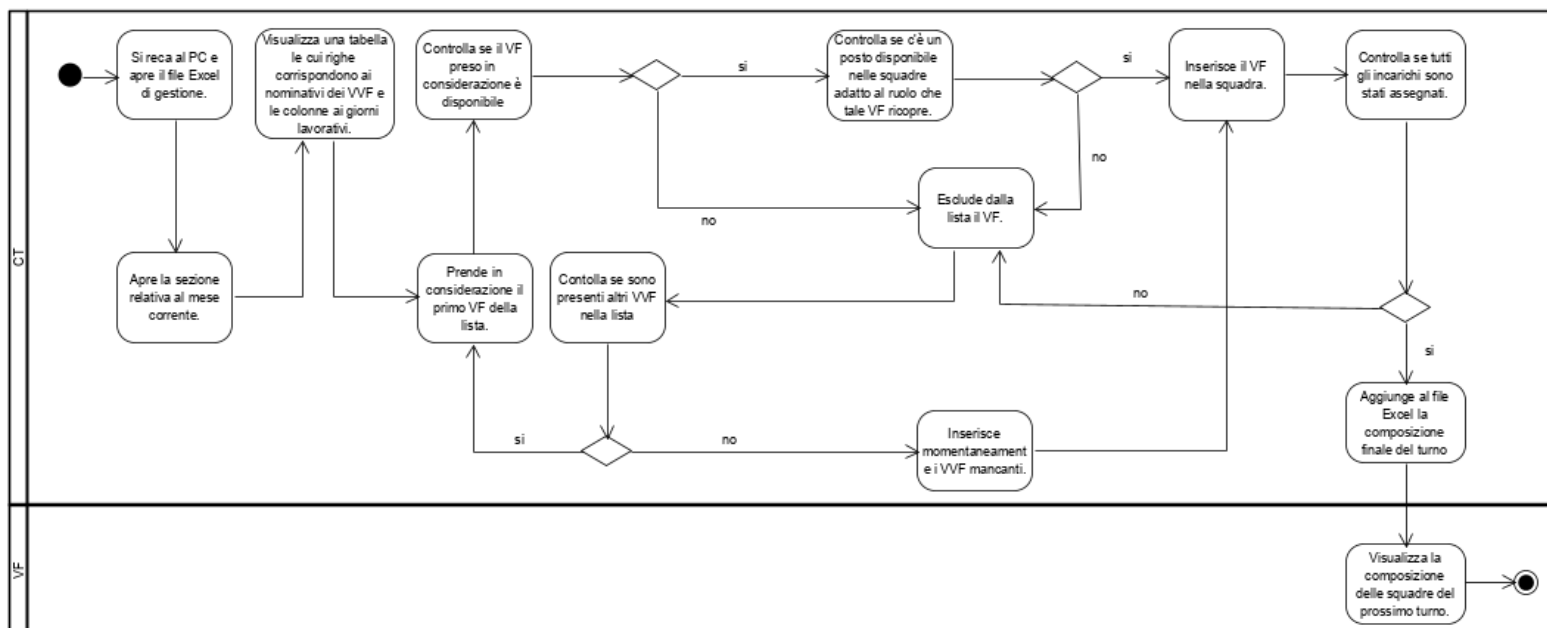 CT
Si reca al PC e
apre il file Excel
di gestione.
Visualizza una tabella
le cui righe
corrispondono ai
nominativi dei VVF e
le colonne ai giorni
lavorativi.
Controlla se il VF
preso in
considerazione è
disponibile
si
Controlla se c'è un
posto disponibile
nelle squadre
adatto al ruolo che
tale VF ricopre.
si
Inserisce il VF
nella squadra.
Controlla se tutti
gli incarichi sono
stati assegnati.
no
no
Esclude dalla
lista il VF.
Apre la sezione
relativa al mese
corrente.
Prende in
considerazione il
primo VF della
lista.
Contolla se sono
presenti altri VVF
nella lista
no
si
Aggiunge al file
Excel la
composizione
finale del turno
si
no
Inserisce
momentaneament
e i VVF mancanti.
VF
Visualizza la
composizione
delle squadre del
prossimo turno.